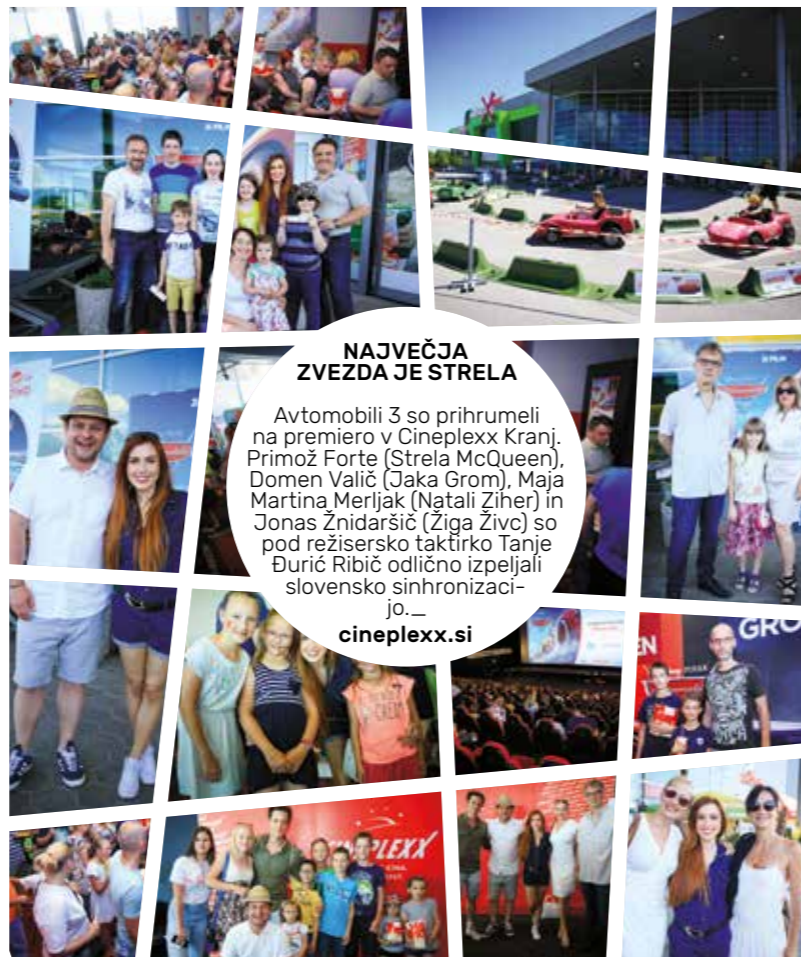 NAJVEČJA
ZVEZDA JE STRELA
Avtomobili 3 so prihrumeli
na premiero v Cineplexx Kranj.
Primož Forte (Strela McQueen),
Domen Valič (Jaka Grom), Maja
Martina Merljak (Natali Ziher) in
Jonas Žnidaršič (Žiga Živc) so
pod režisersko taktirko Tanje
Đurić Ribič odlično izpeljali
slovensko sinhronizaci-
jo._
cineplexx.si
GRO
EN
CINEPLEXX